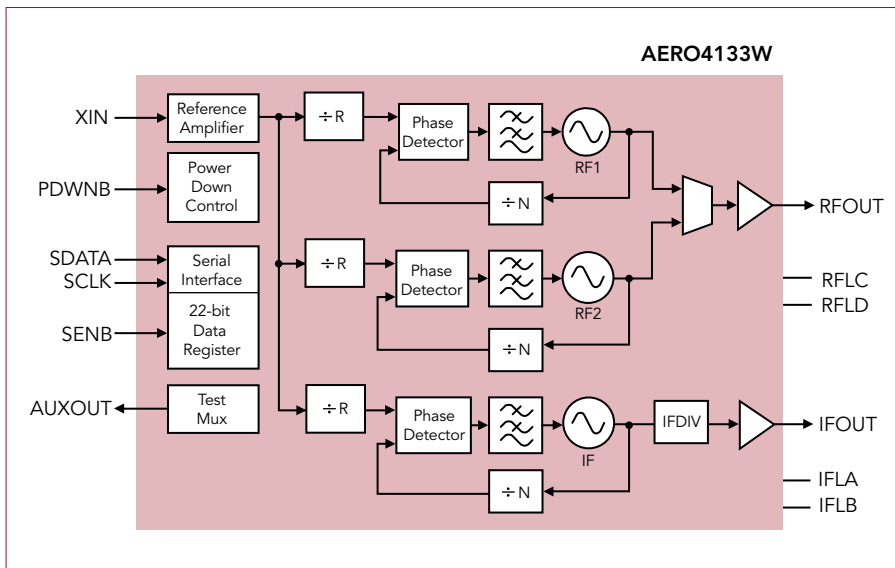 AERO4133W
XIN
Reference
Amplifier
÷R
Phase
Detector
RF1
÷N
PDWNB
Power
Down
Control
RFOUT
SDATA
SCLK
SENB
Serial
Interface
22-bit
Data
Register
÷R
Phase
Detector
RF2
÷N
RFLC
RFLD
AUXOUT
Test
Mux
÷R
Phase
Detector
IF
÷N
IFDIV
IFOUT
IFLA
IFLB